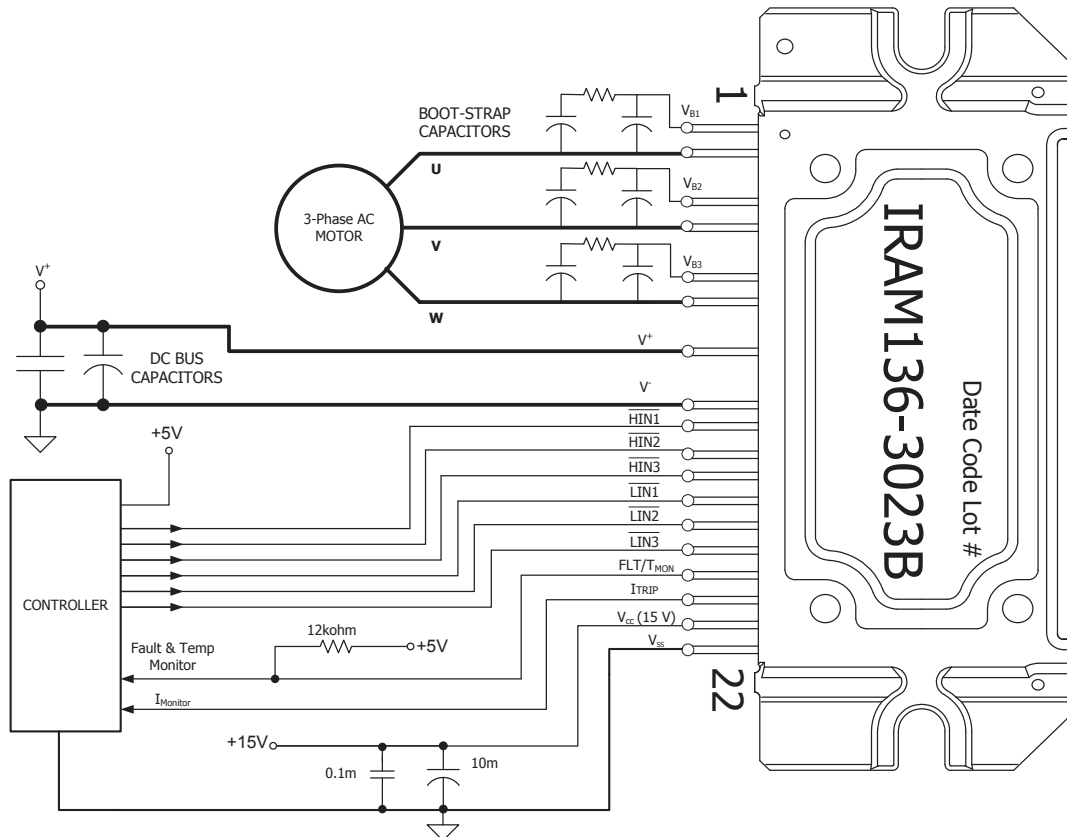 1
BOOT-STRAP
CAPACITORS
VB1
U
VB2
3-Phase AC
MOTOR
V
VB3
W
V+
V+
DC BUS
CAPACITORS
V-
+5V
HIN1
HIN2
HIN3
LIN1
LIN2
LIN3
FLT/TMON
ITRIP
VCC (15 V)
VSS
CONTROLLER
12kohm
+5V
Fault & Temp
Monitor
IMonitor
22
+15V
0.1m
10m
IRAM136-3023B
Date Code Lot #